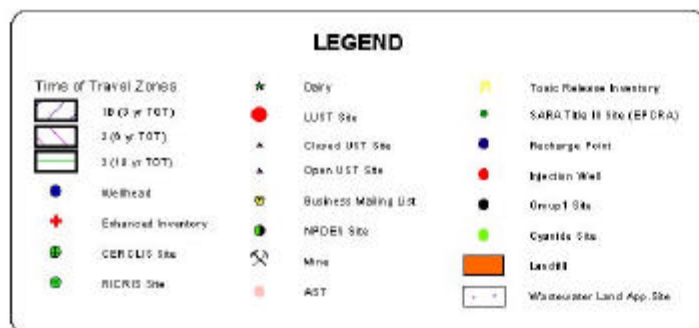 LEGEND
Time of Travel Zones
1B (3 yr TOT)
2 (6 yr TOT)
3 (10 yr TOT)
Wellhead
Enhanced Inventory
CERCLIS Site
RICRIS Site
Dairy
LUST Site
Closed UST Site
Open UST Site
Business Mailing List
NPDES Site
Mine
AST
Toxic Release Inventory
SARA Title III Site (EPCRA)
Recharge Point
Injection Well
Group1 Site
Cyanide Site
Landfill
Wastewater Land App.Site